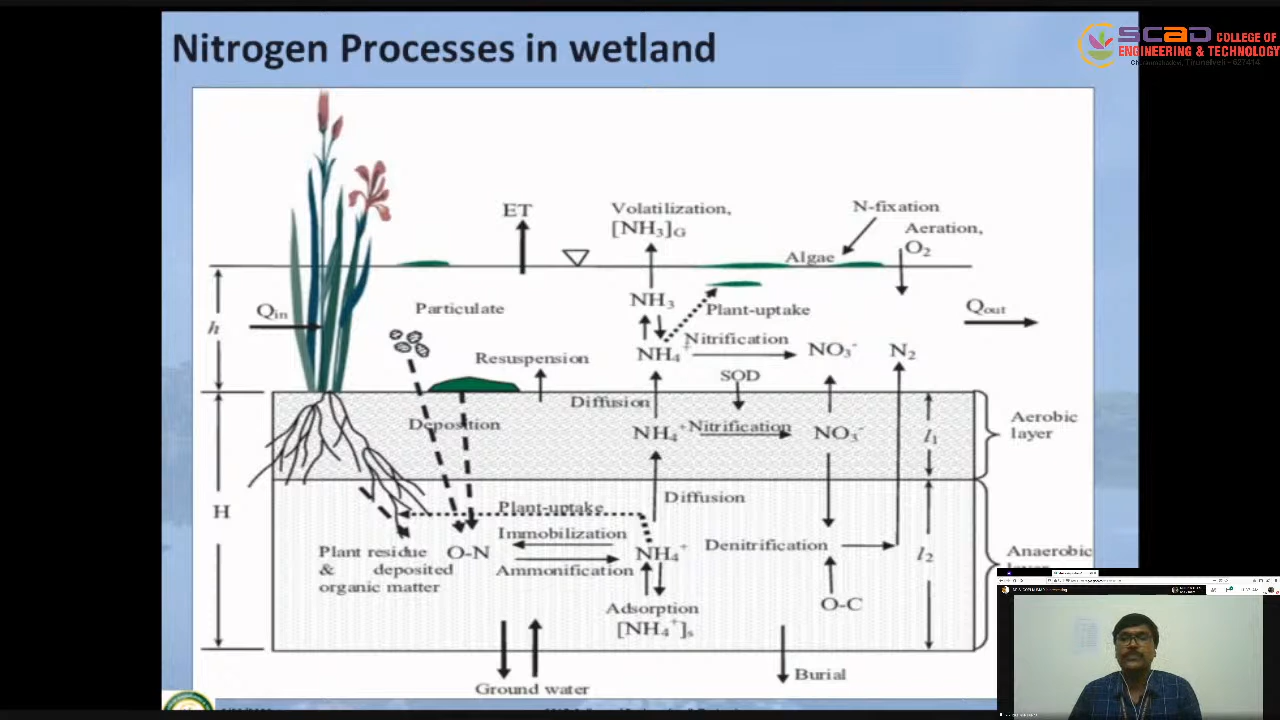 Nitrogen Processes in wetland
SCAD COLLEGE OF
ENGINEERING & TECHNOLOGY
Tirunelveli - 627414
ET
Volatilization,
[NH3]G
N-fixation
Aeration,
O2
Algae
Qin
h
Particulate
NH3
Plant-uptake
Qout
Resuspension
NH4+
Nitrification
NO3-
N2
SOD
Diffusion
Deposition
NH4+
Nitrification
NO3-
l1
Aerobic
layer
H
Diffusion
Plant-uptake
Immobilization
Plant residue
& deposited
organic matter
O-N
Ammonification
NH4+
Denitrification
l2
Anaerobic
Adsorption
[NH4+]s
O-C
Burial
Ground water